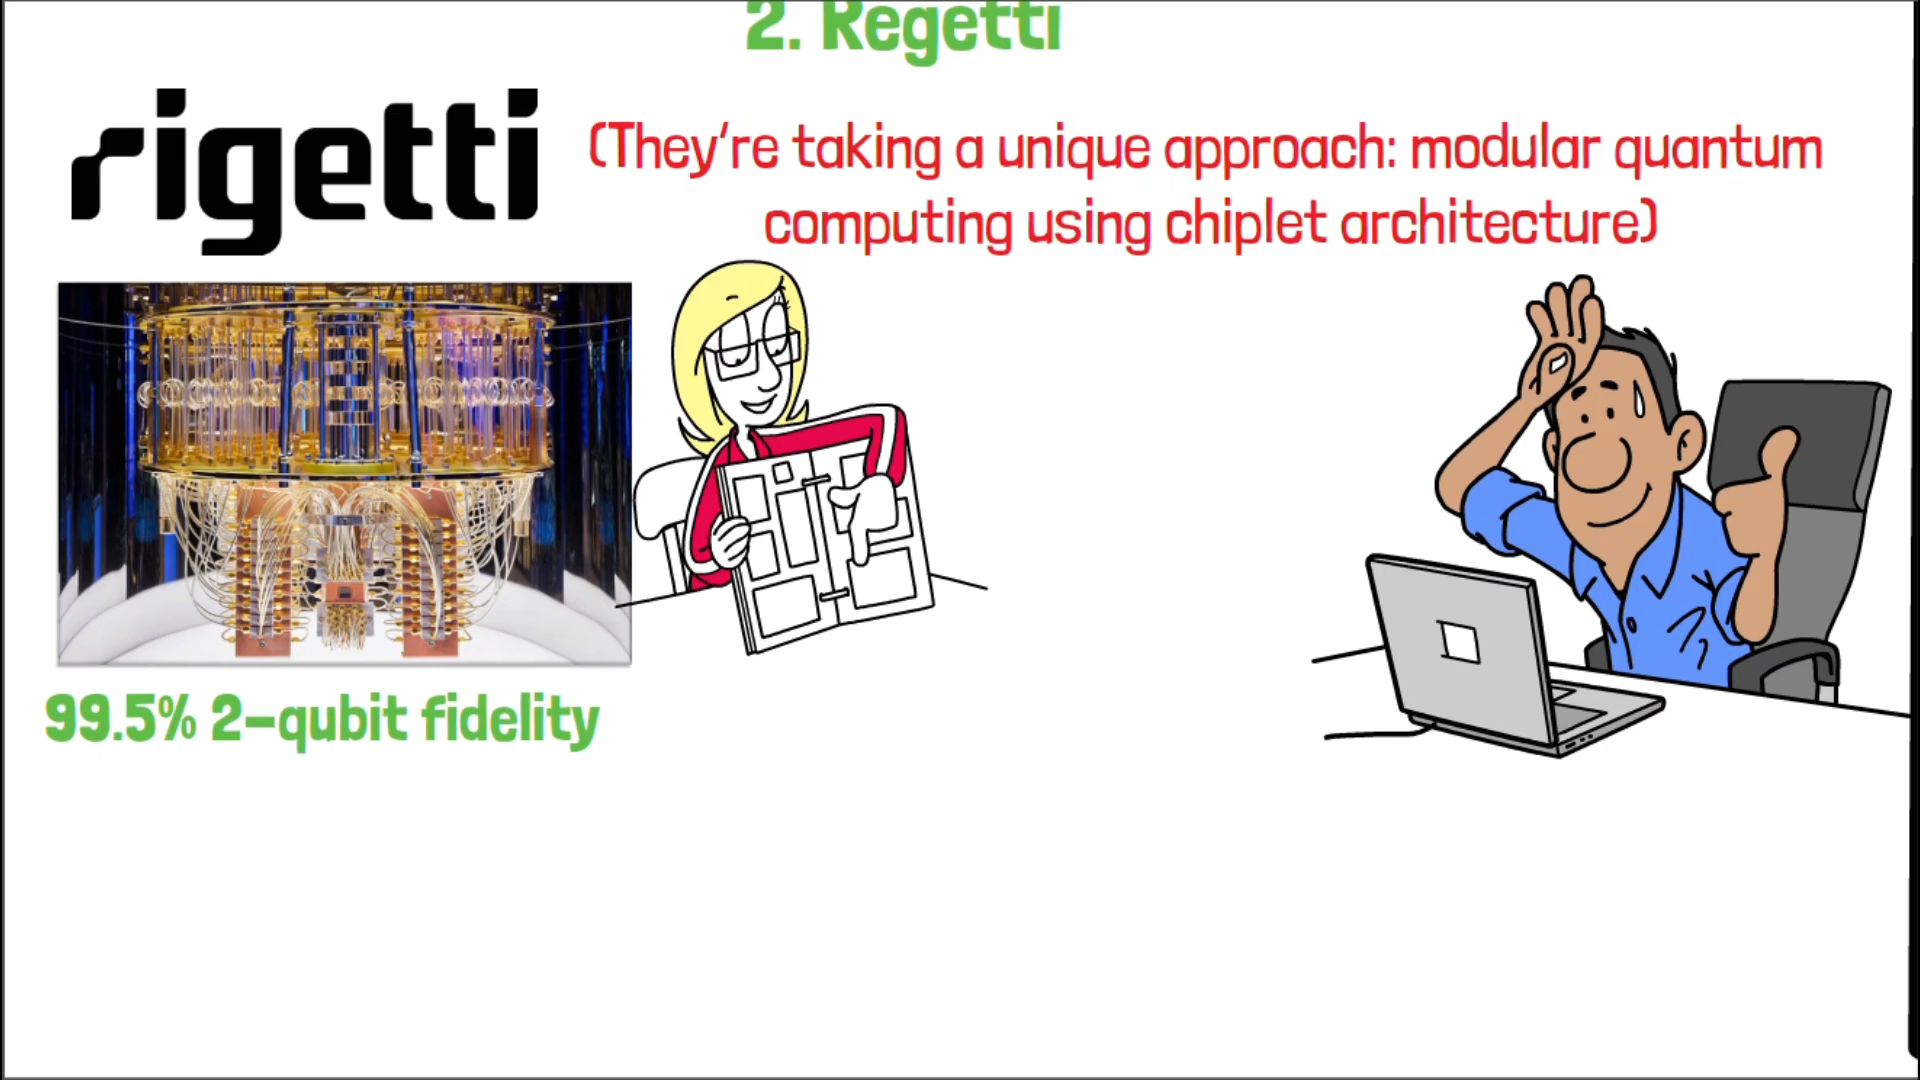 2. Regetti
rigetti
(They're taking a unique approach: modular quantum
computing using chiplet architecture)
99.5% 2-qubit fidelity